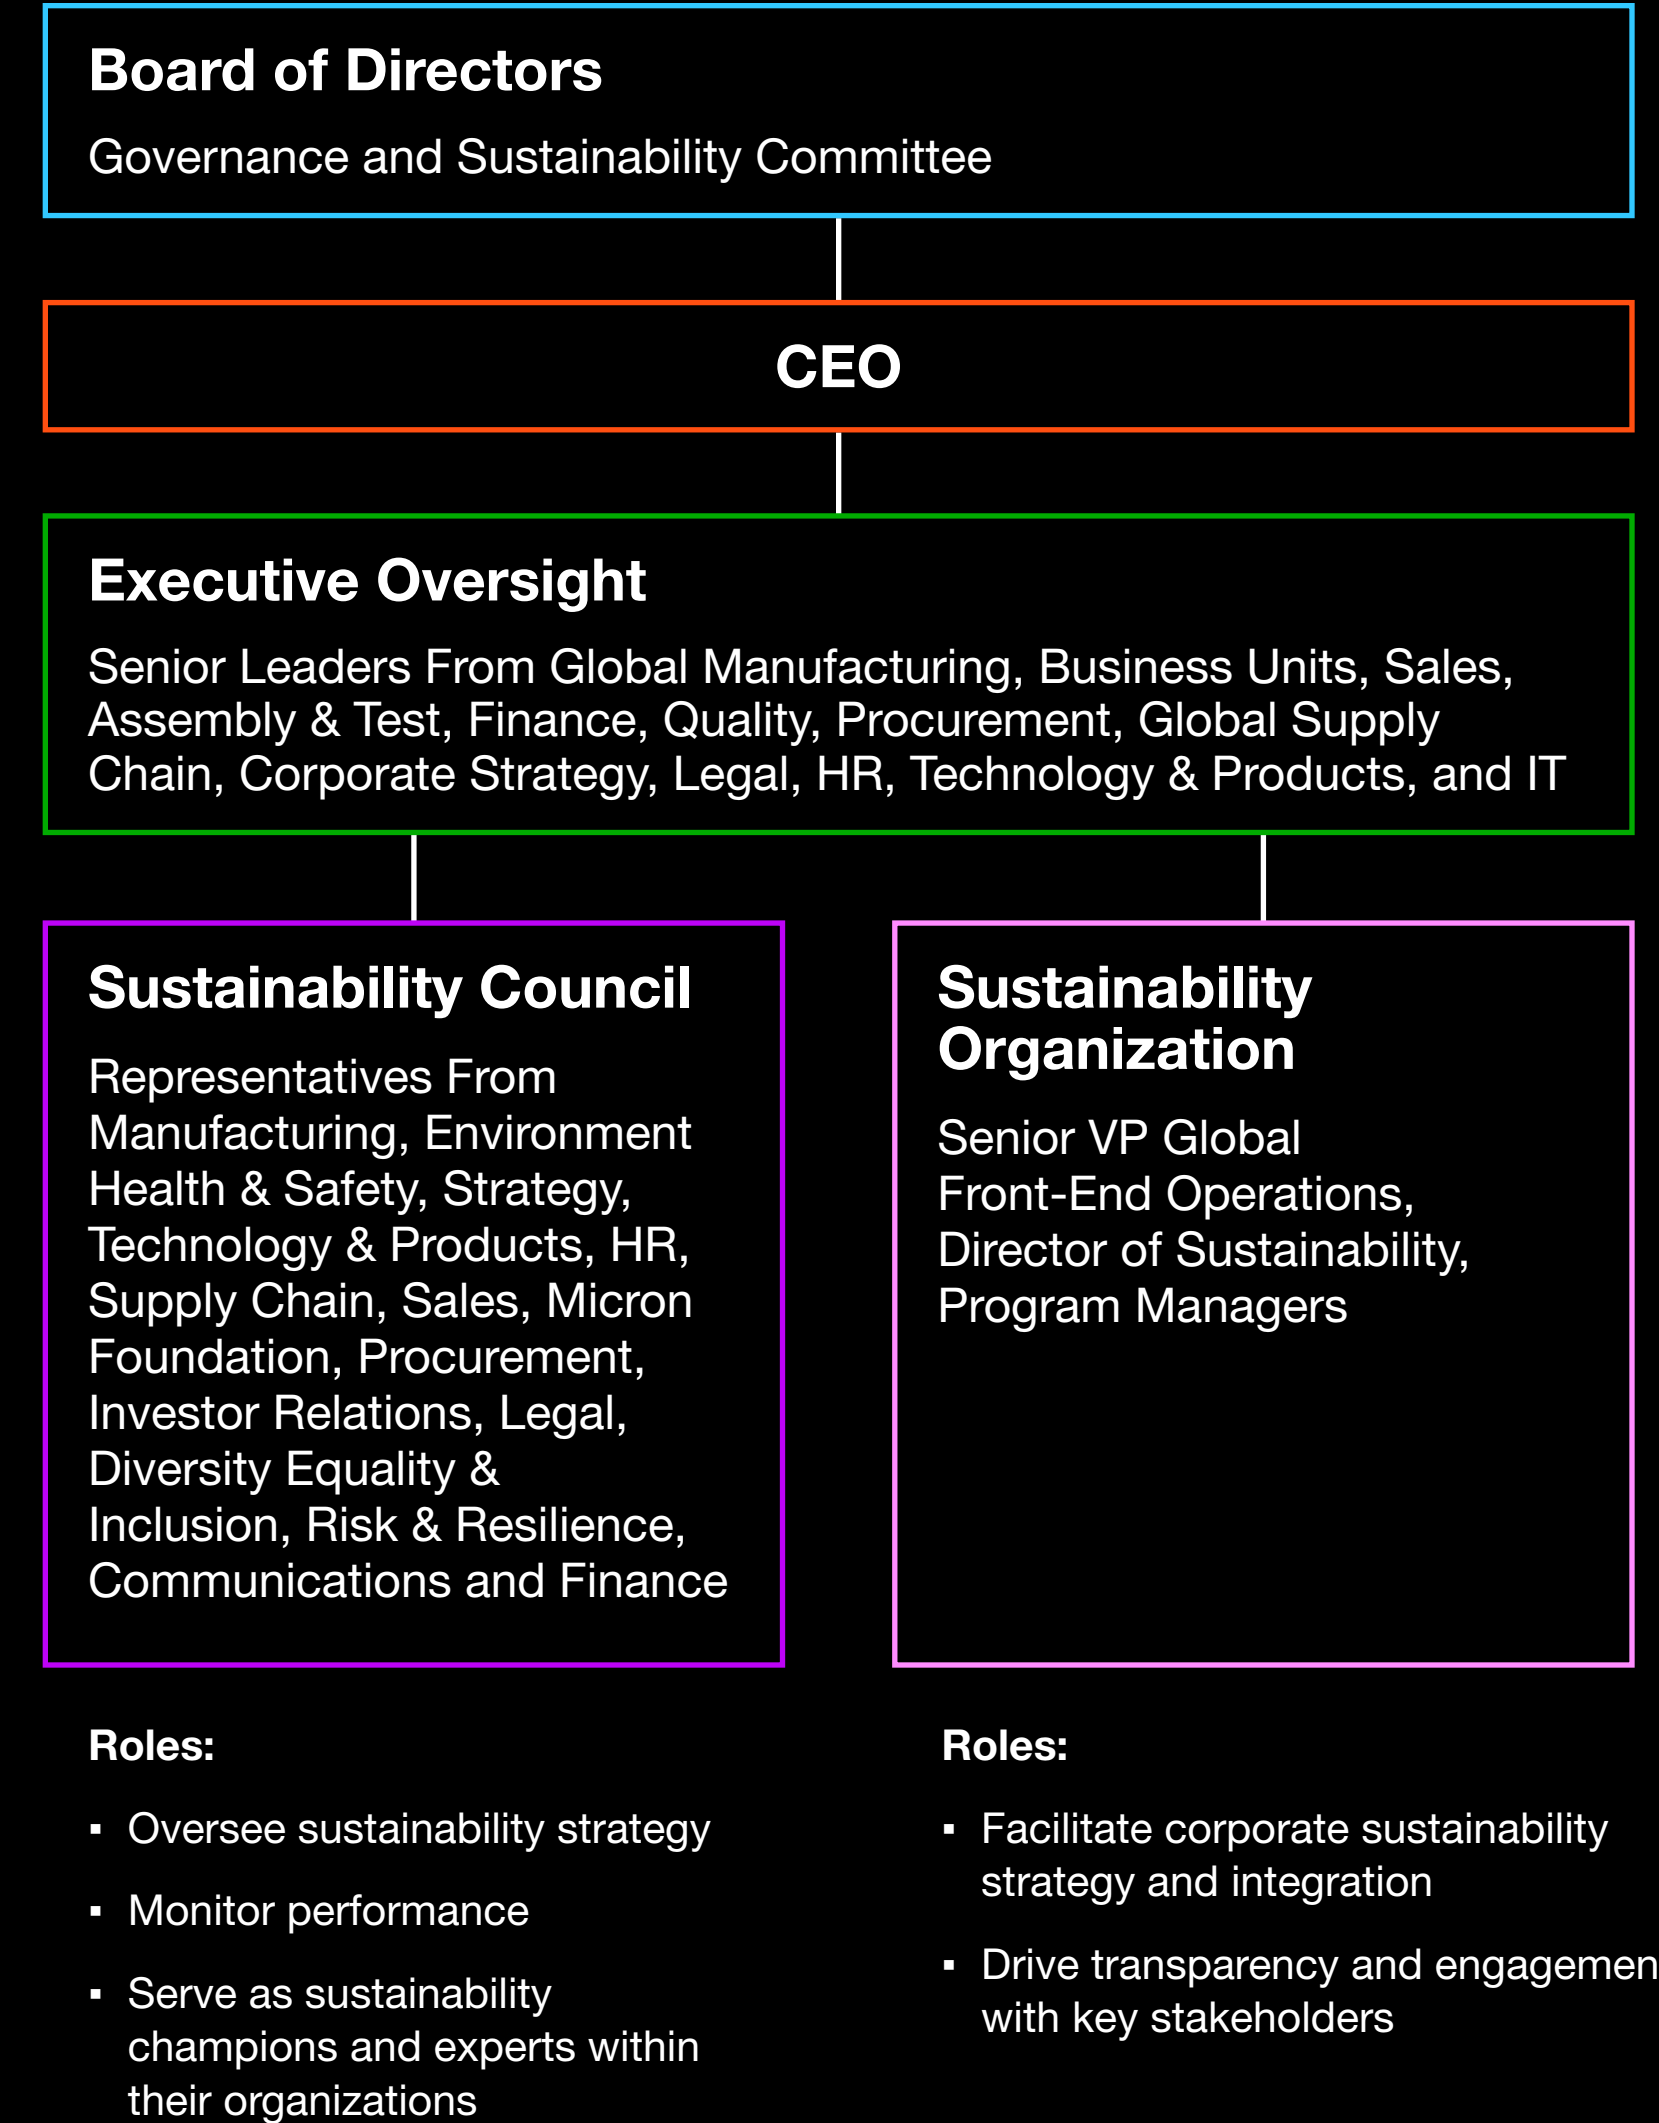 Board of Directors
Governance and Sustainability Committee
CEO
Executive Oversight
Senior Leaders From Global Manufacturing, Business Units, Sales,
Assembly & Test, Finance, Quality, Procurement, Global Supply
Chain, Corporate Strategy, Legal, HR, Technology & Products, and IT
Sustainability Council
Representatives From
Manufacturing, Environment
Health & Safety, Strategy,
Technology & Products, HR,
Supply Chain, Sales, Micron
Foundation, Procurement,
Investor Relations, Legal,
Diversity Equality &
Inclusion, Risk & Resilience,
Communications and Finance
Sustainability
Organization
Senior VP Global
Front-End Operations,
Director of Sustainability,
Program Managers
Roles:
▪ Oversee sustainability strategy
▪ Monitor performance
▪ Serve as sustainability
champions and experts within
their organizations
Roles:
▪ Facilitate corporate sustainability
strategy and integration
▪ Drive transparency and engagemen
with key stakeholders